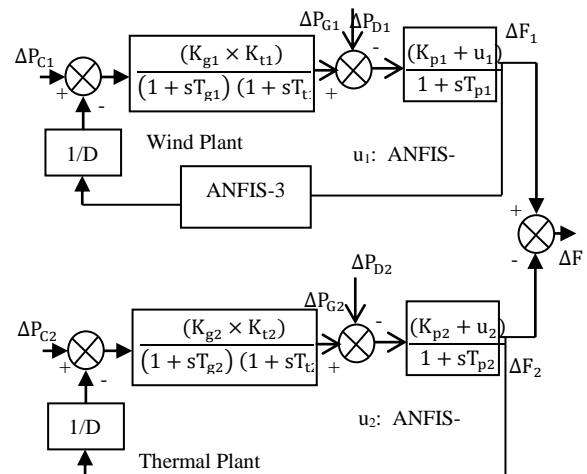 ΔP_G1 ΔP_D1
ΔP_C1
(K_g1 × K_t1)
(1 + sT_g1) (1 + sT_t1
(K_p1 + u_1)
1 + sT_p1
ΔF_1
+
-
+
-
1/D
Wind Plant
u_1: ANFIS-
ANFIS-3
+
-
ΔF
ΔP_D2
ΔP_G2
ΔP_C2
(K_g2 × K_t2)
(1 + sT_g2) (1 + sT_t2
(K_p2 + u_2)
1 + sT_p2
ΔF_2
+
-
+
-
1/D
u_2: ANFIS-
Thermal Plant